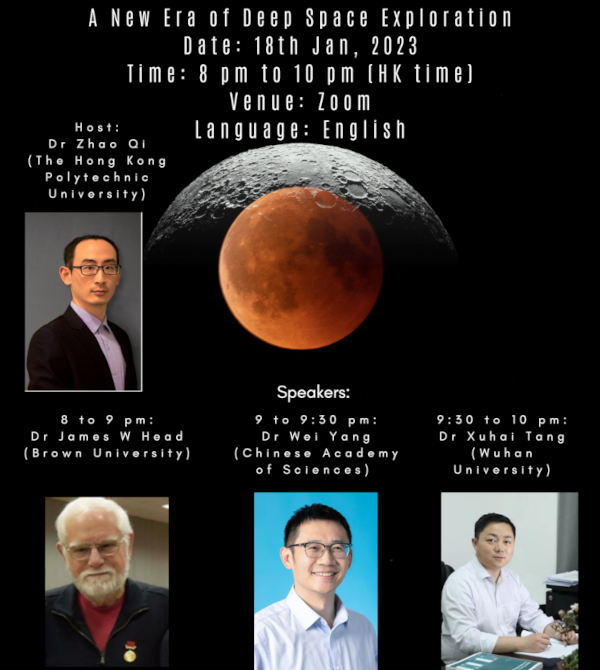 A New Era of Deep Space Exploration
Date: 18th Jan, 2023
Time: 8 pm to 10 pm (HK time)
Venue: Zoom
Language: English
Host:
Dr Zhao Qi
(The Hong Kong
Polytechnic
University)
Speakers:
8 to 9 pm:
Dr James W Head
(Brown University)
9 to 9:30 pm:
Dr Wei Yang
(Chinese Academy
of Sciences)
9:30 to 10 pm:
Dr Xuhai Tang
(Wuhan
University)